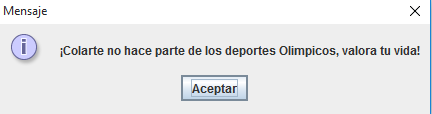 Mensaje
¡Colarte no hace parte de los deportes Olimpicos, valora tu vida!
Aceptar